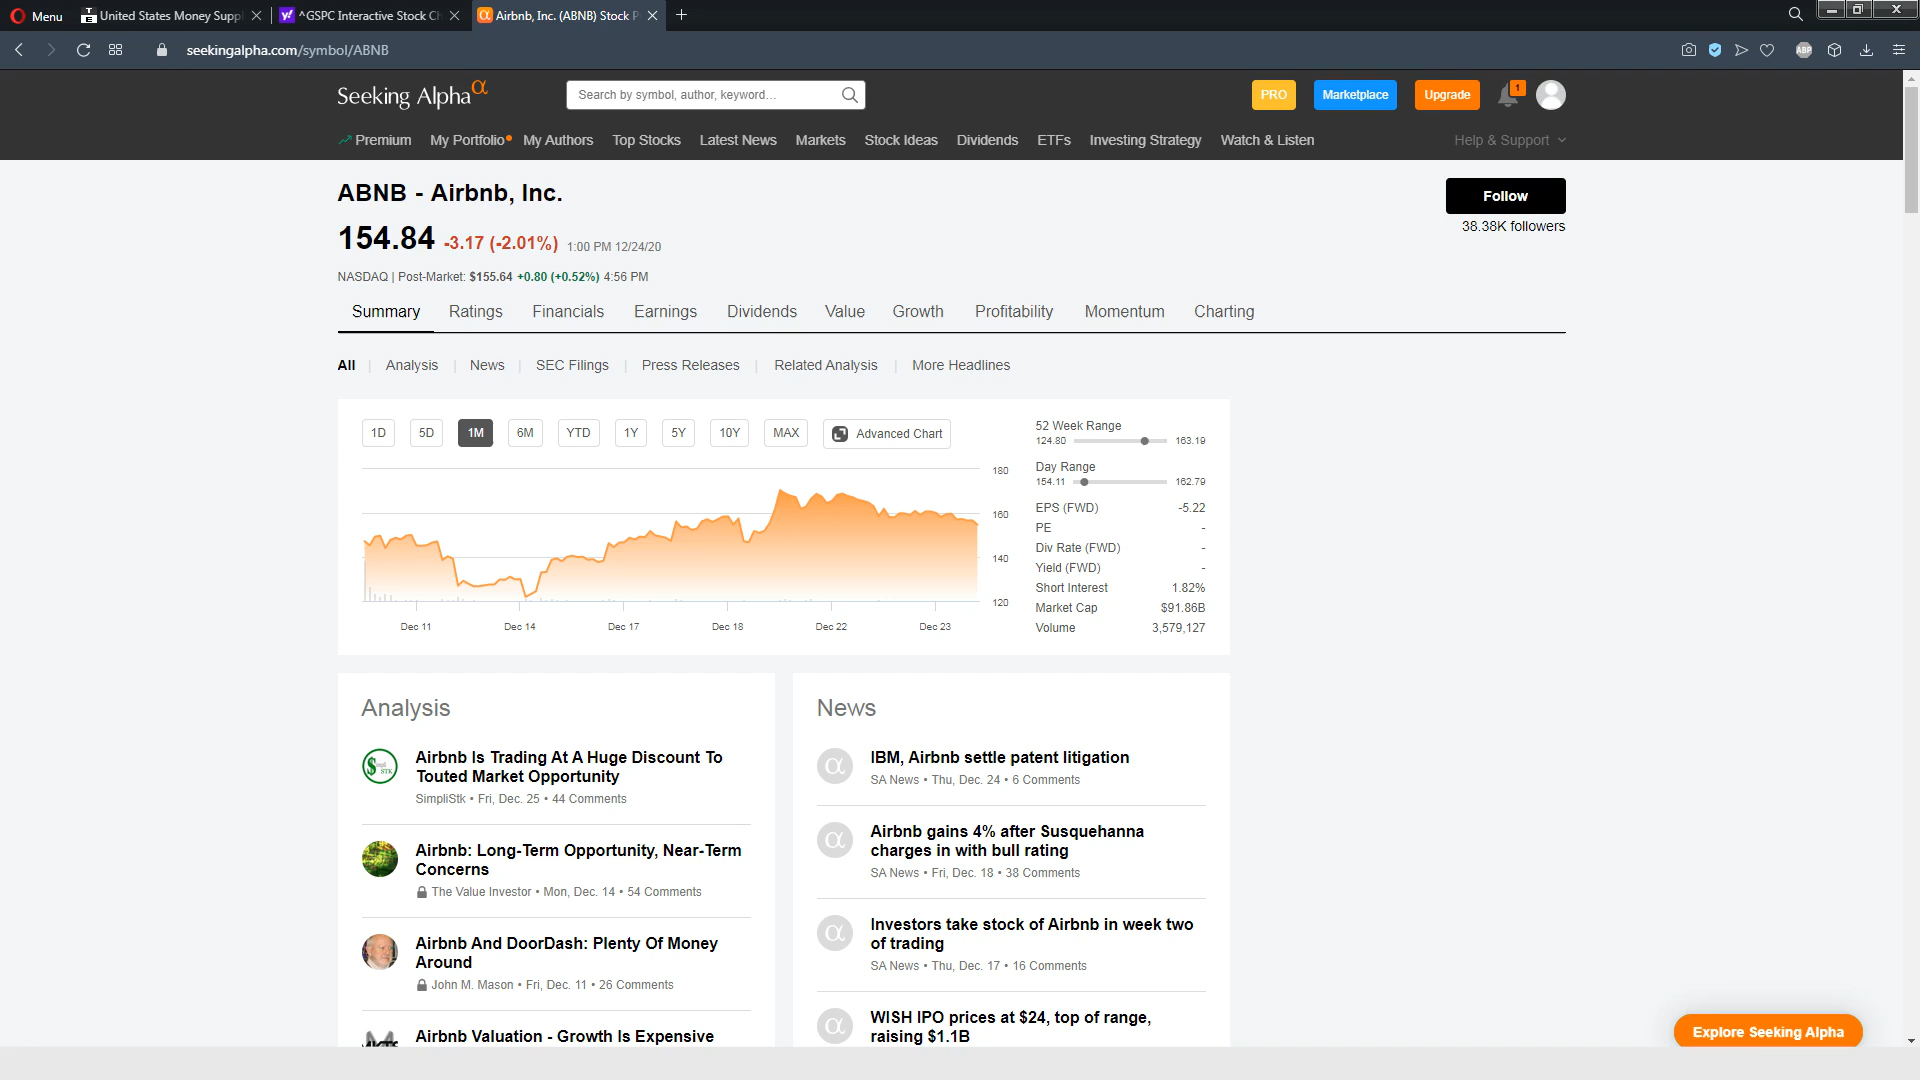 Menu
United States Money Suppl
^GSPC Interactive Stock Ch
Airbnb, Inc. (ABNB) Stock P
seekingalpha.com/symbol/ABNB
ABP
Seeking Alpha α
Search by symbol, author, keyword...
PRO
Marketplace
Upgrade
1
Premium
My Portfolio
My Authors
Top Stocks
Latest News
Markets
Stock Ideas
Dividends
ETFs
Investing Strategy
Watch & Listen
Help & Support
ABNB - Airbnb, Inc.
Follow
38.38K followers
154.84 -3.17 (-2.01%) 1:00 PM 12/24/20
NASDAQ | Post-Market: $155.64 +0.80 (+0.52%) 4:56 PM
Summary
Ratings
Financials
Earnings
Dividends
Value
Growth
Profitability
Momentum
Charting
All | Analysis | News | SEC Filings | Press Releases | Related Analysis | More Headlines
1D
5D
1M
6M
YTD
1Y
5Y
10Y
MAX
Advanced Chart
180
160
140
120
Dec 11
Dec 14
Dec 17
Dec 18
Dec 22
Dec 23
52 Week Range
124.80 163.19
Day Range
154.11 162.79
EPS (FWD) -5.22
PE -
Div Rate (FWD) -
Yield (FWD) -
Short Interest 1.82%
Market Cap $91.86B
Volume 3,579,127
Analysis
Airbnb Is Trading At A Huge Discount To
Touted Market Opportunity
SimpliStk • Fri, Dec. 25 • 44 Comments
Airbnb: Long-Term Opportunity, Near-Term
Concerns
The Value Investor • Mon, Dec. 14 • 54 Comments
Airbnb And DoorDash: Plenty Of Money
Around
John M. Mason • Fri, Dec. 11 • 26 Comments
Airbnb Valuation - Growth Is Expensive
News
IBM, Airbnb settle patent litigation
SA News • Thu, Dec. 24 • 6 Comments
Airbnb gains 4% after Susquehanna
charges in with bull rating
SA News • Fri, Dec. 18 • 38 Comments
Investors take stock of Airbnb in week two
of trading
SA News • Thu, Dec. 17 • 16 Comments
WISH IPO prices at $24, top of range,
raising $1.1B
Explore Seeking Alpha